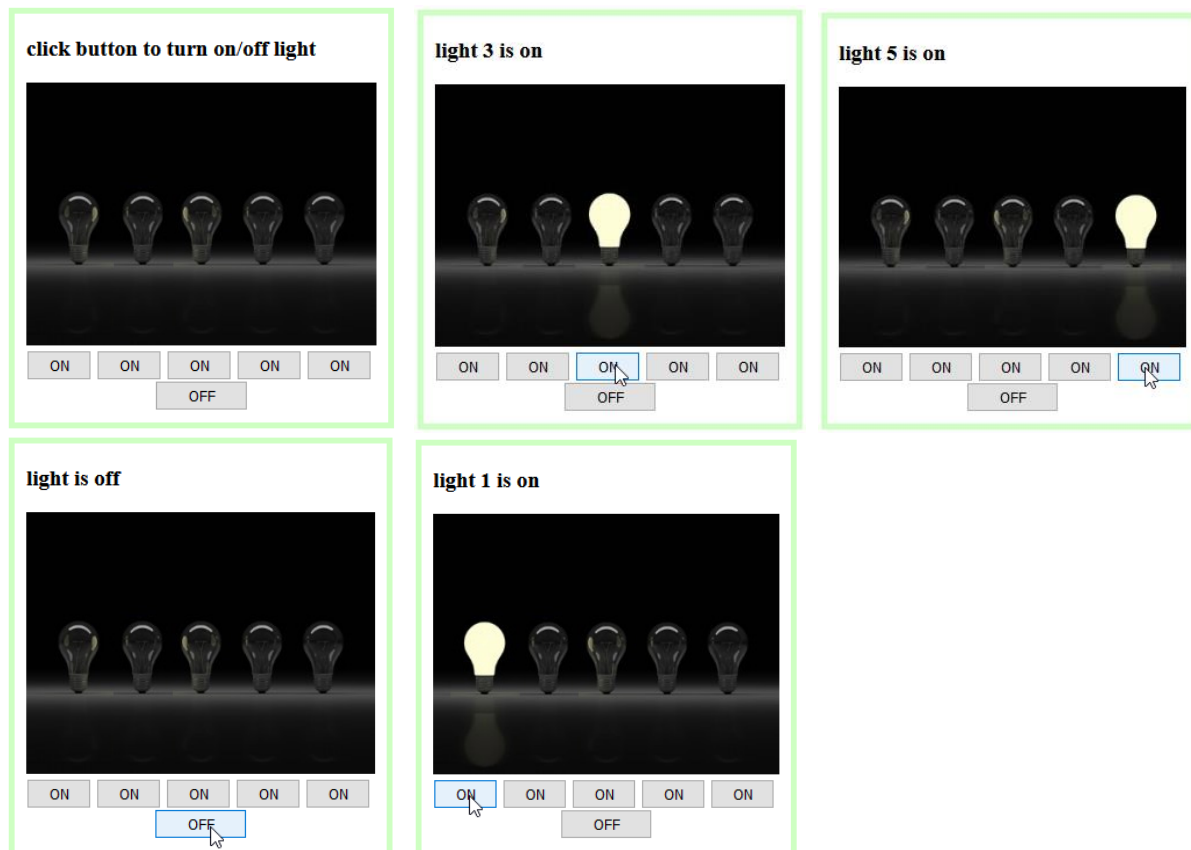 click button to turn on/off light
ON ON ON ON ON
OFF
light 3 is on
ON ON ON ON ON
OFF
light 5 is on
ON ON ON ON ON
OFF
light is off
ON ON ON ON ON
OFF
light 1 is on
ON ON ON ON ON
OFF